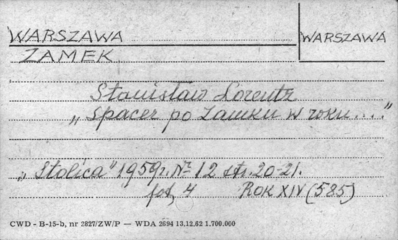 WARSZAWA WARSZAWA
ZAMEK
Stanisław Lorentz
"Spacer po Zamku w roku...."
"Stolica" 1959r. Nr 12 str. 20-21.
fot. 4 ROK XIV (585)
CWD - B-15-b, nr 2827/ZW/P — WDA 2694 13.12.62 1.700.000